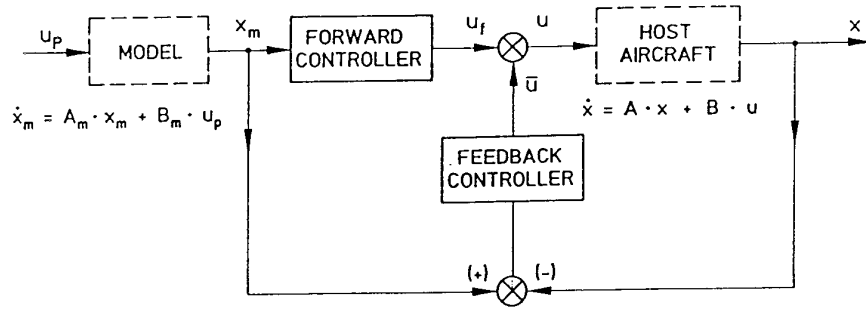 u_p
MODEL
x_m
FORWARD
CONTROLLER
u_f
u
HOST
AIRCRAFT
x
ẋ_m = A_m · x_m + B_m · u_p
ū
ẋ = A · x + B · u
FEEDBACK
CONTROLLER
(+)
(-)